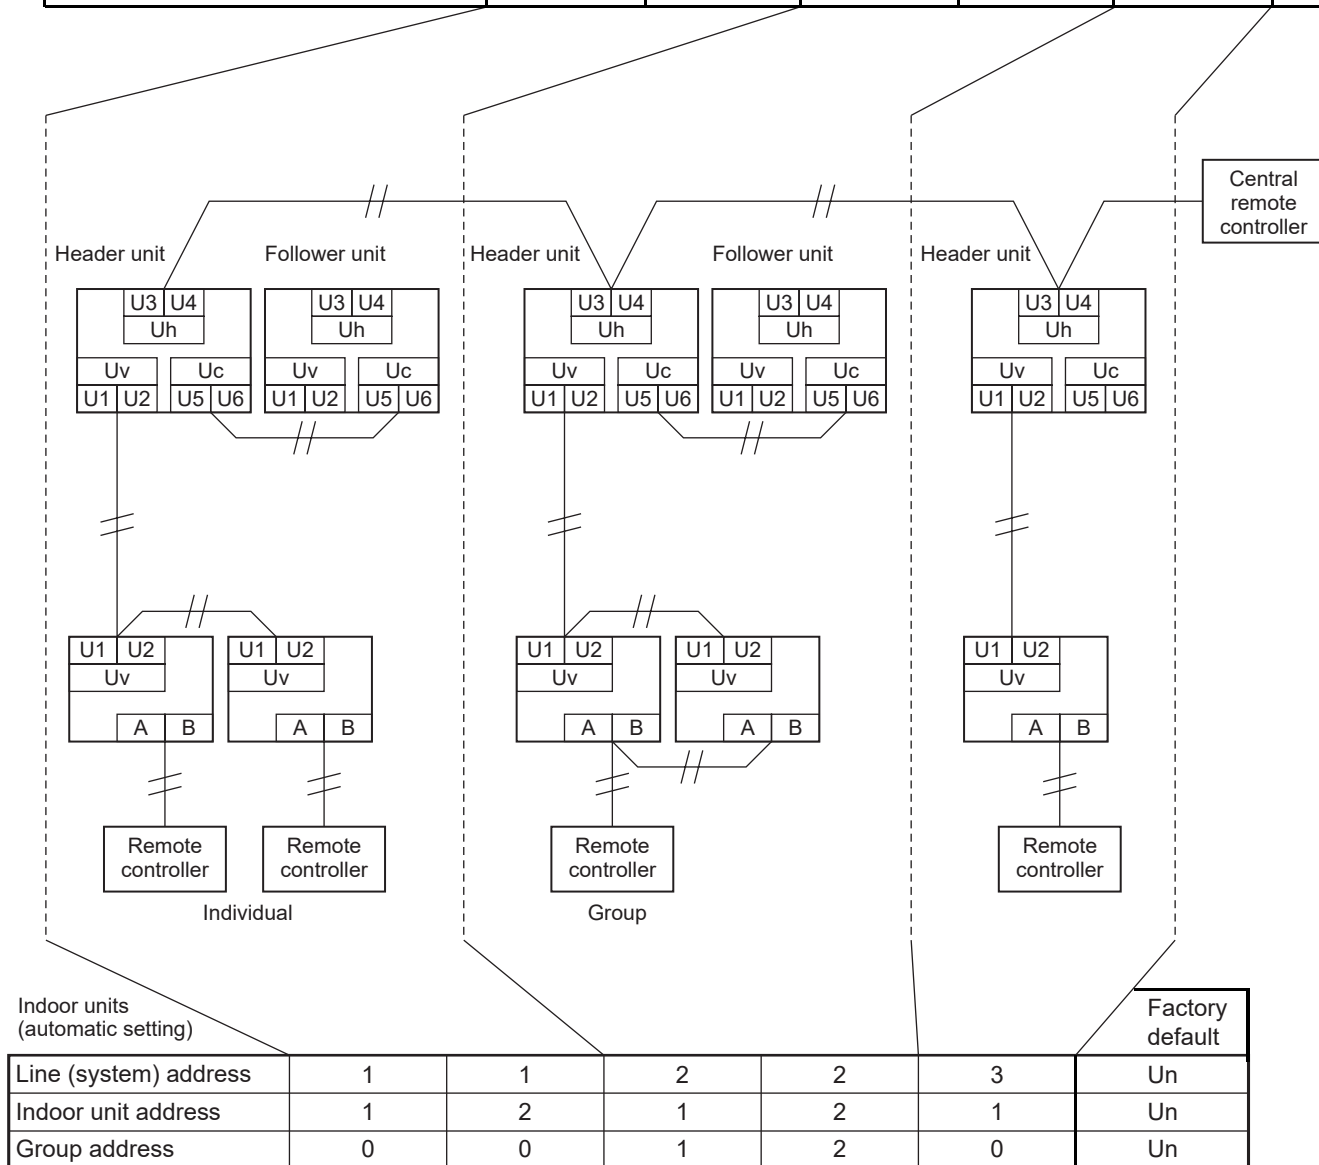 Central
remote
controller
Header unit
Follower unit
Header unit
Follower unit
Header unit
U3 U4
U3 U4
U3 U4
U3 U4
U3 U4
Uh
Uh
Uh
Uh
Uh
Uv Uc
Uv Uc
Uv Uc
Uv Uc
Uv Uc
U1 U2 U5 U6
U1 U2 U5 U6
U1 U2 U5 U6
U1 U2 U5 U6
U1 U2 U5 U6
U1 U2
U1 U2
U1 U2
U1 U2
U1 U2
Uv
Uv
Uv
Uv
Uv
A B
A B
A B
A B
A B
Remote
controller
Remote
controller
Remote
controller
Remote
controller
Individual
Group
Indoor units
(automatic setting)
Factory
default
Line (system) address 1 1 2 2 3 Un
Indoor unit address 1 2 1 2 1 Un
Group address 0 0 1 2 0 Un